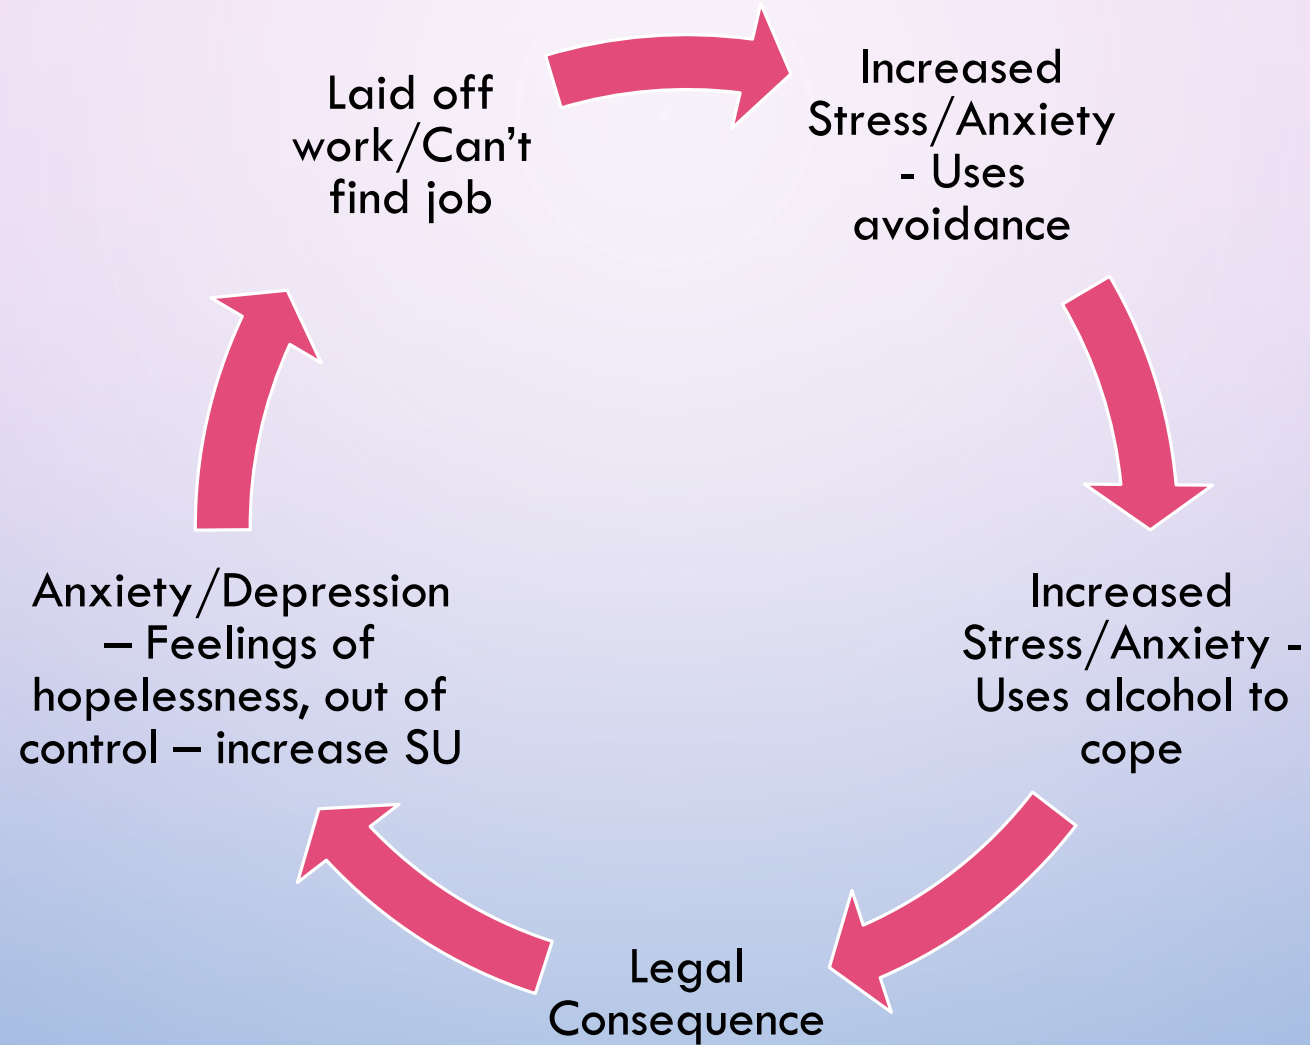 Laid off
work/Can’t
find job
Increased
Stress/Anxiety
- Uses
avoidance
Increased
Stress/Anxiety -
Uses alcohol to
cope
Legal
Consequence
Anxiety/Depression
– Feelings of
hopelessness, out of
control – increase SU